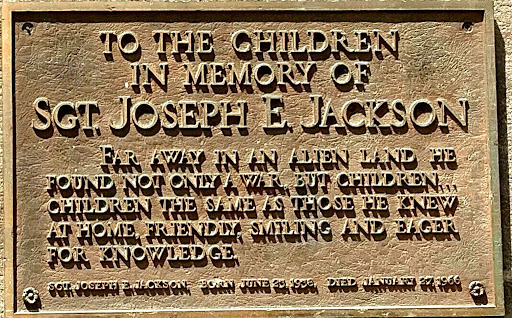 TO THE CHILDREN
IN MEMORY OF
SGT. JOSEPH E. JACKSON
FAR AWAY IN AN ALIEN LAND HE
FOUND NOT ONLY A WAR, BUT CHILDREN...
CHILDREN THE SAME AS THOSE HE KNEW
AT HOME, FRIENDLY, SMILING AND EAGER
FOR KNOWLEDGE.
SGT. JOSEPH E. JACKSON, BORN JUNE 23, 1938, DIED JANUARY 27, 1966